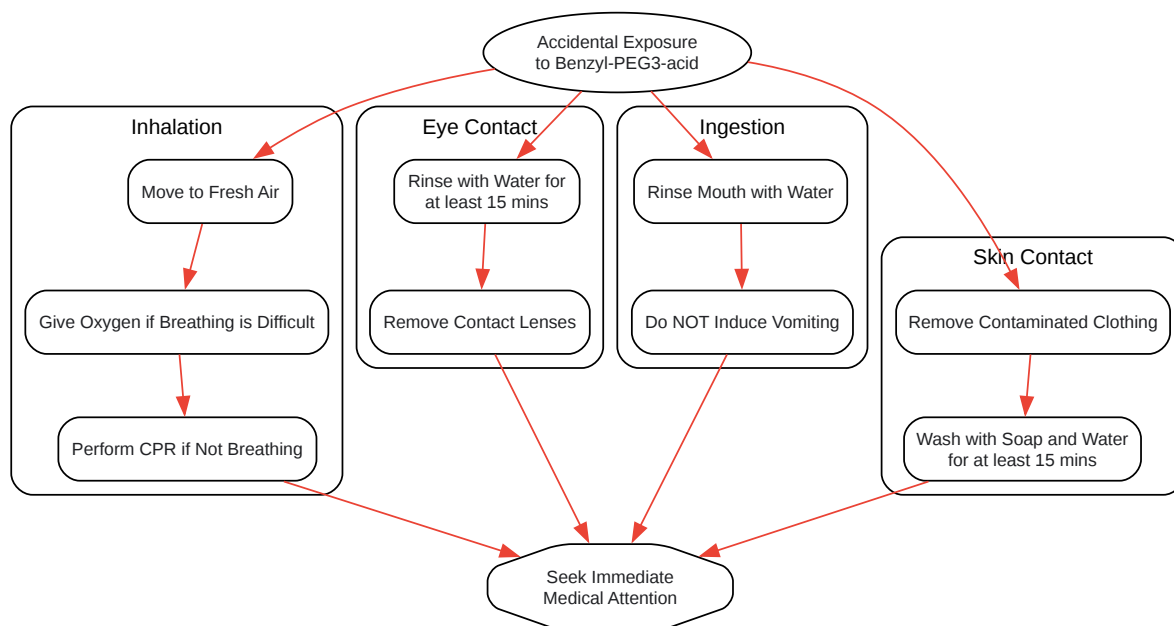 Accidental Exposure
to Benzyl-PEG3-acid
Inhalation
Move to Fresh Air
Give Oxygen if Breathing is Difficult
Perform CPR if Not Breathing
Eye Contact
Rinse with Water for
at least 15 mins
Remove Contact Lenses
Ingestion
Rinse Mouth with Water
Do NOT Induce Vomiting
Skin Contact
Remove Contaminated Clothing
Wash with Soap and Water
for at least 15 mins
Seek Immediate
Medical Attention